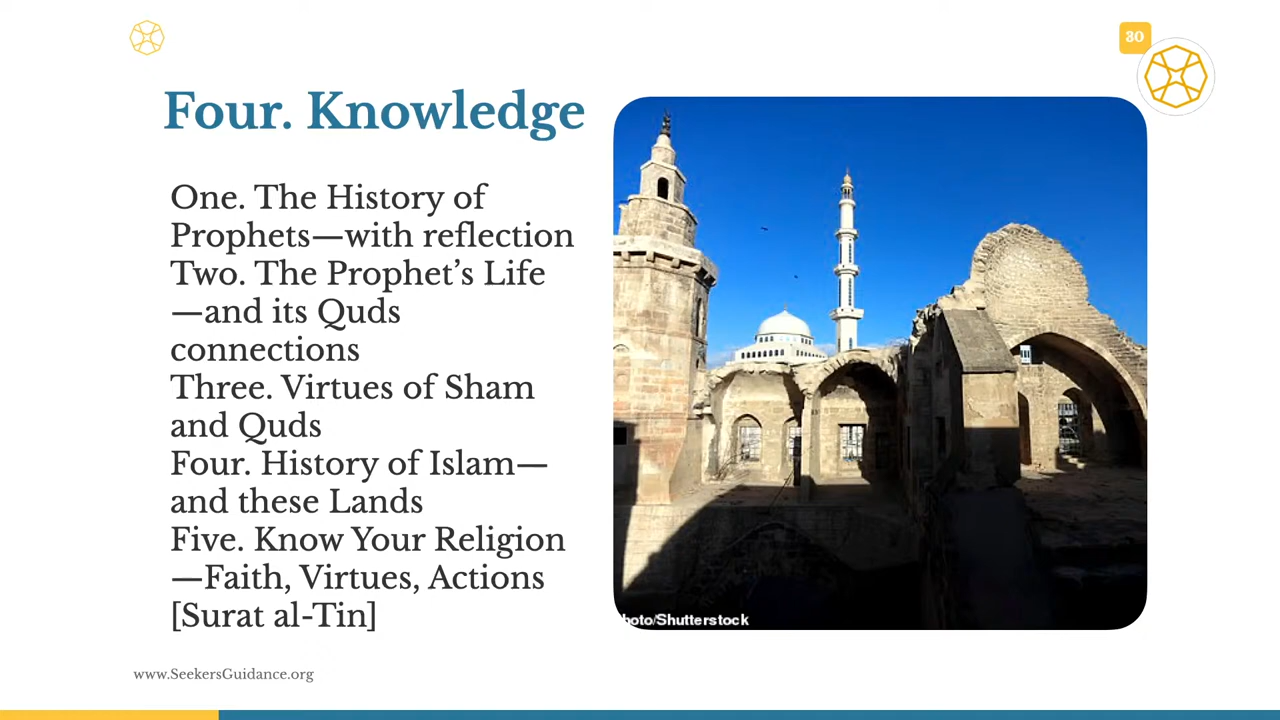 30
Four. Knowledge
One. The History of
Prophets—with reflection
Two. The Prophet’s Life
—and its Quds
connections
Three. Virtues of Sham
and Quds
Four. History of Islam—
and these Lands
Five. Know Your Religion
—Faith, Virtues, Actions
[Surat al-Tin]
hoto/Shutterstock
www.SeekersGuidance.org